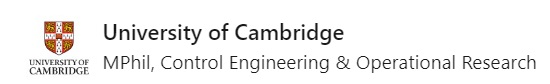 University of Cambridge
UNIVERSITY OF
CAMBRIDGE
MPhil, Control Engineering & Operational Research